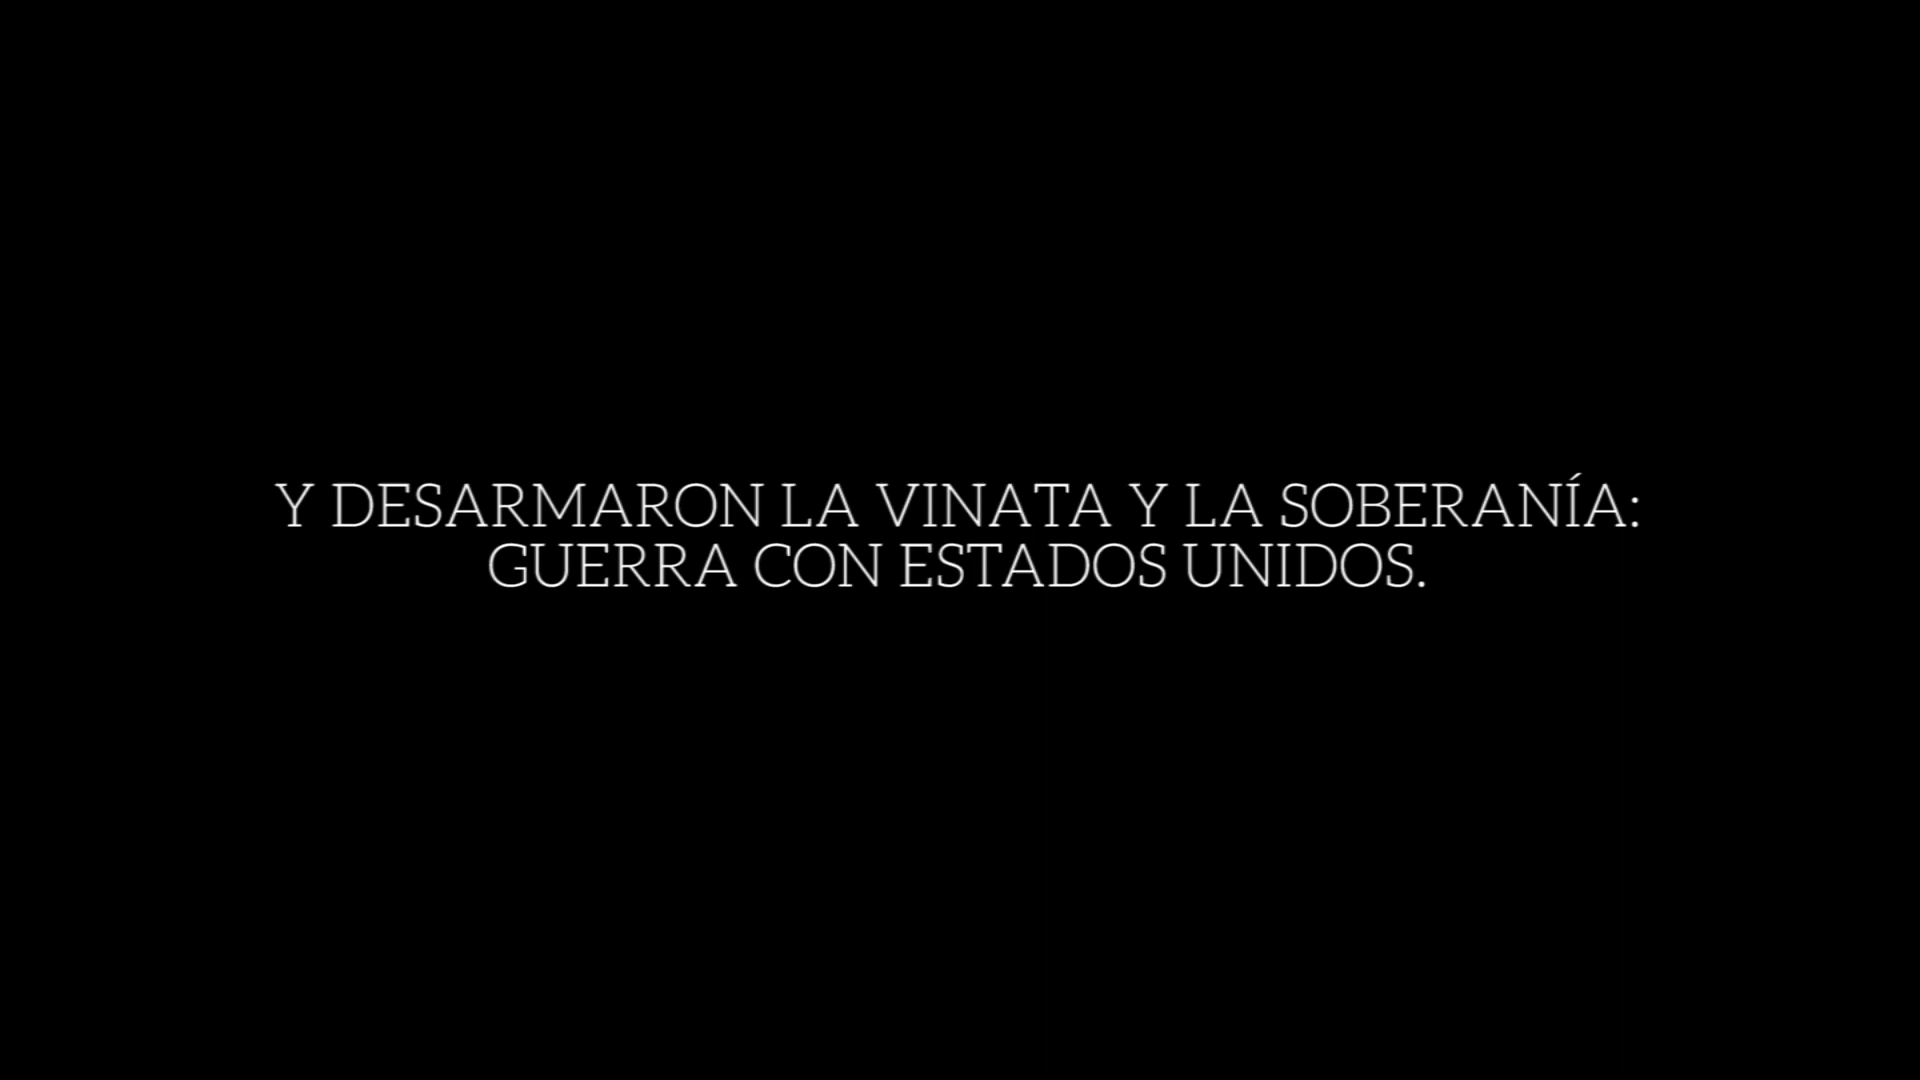 Y DESARMARON LA VINATA Y LA SOBERANÍA:
GUERRA CON ESTADOS UNIDOS.